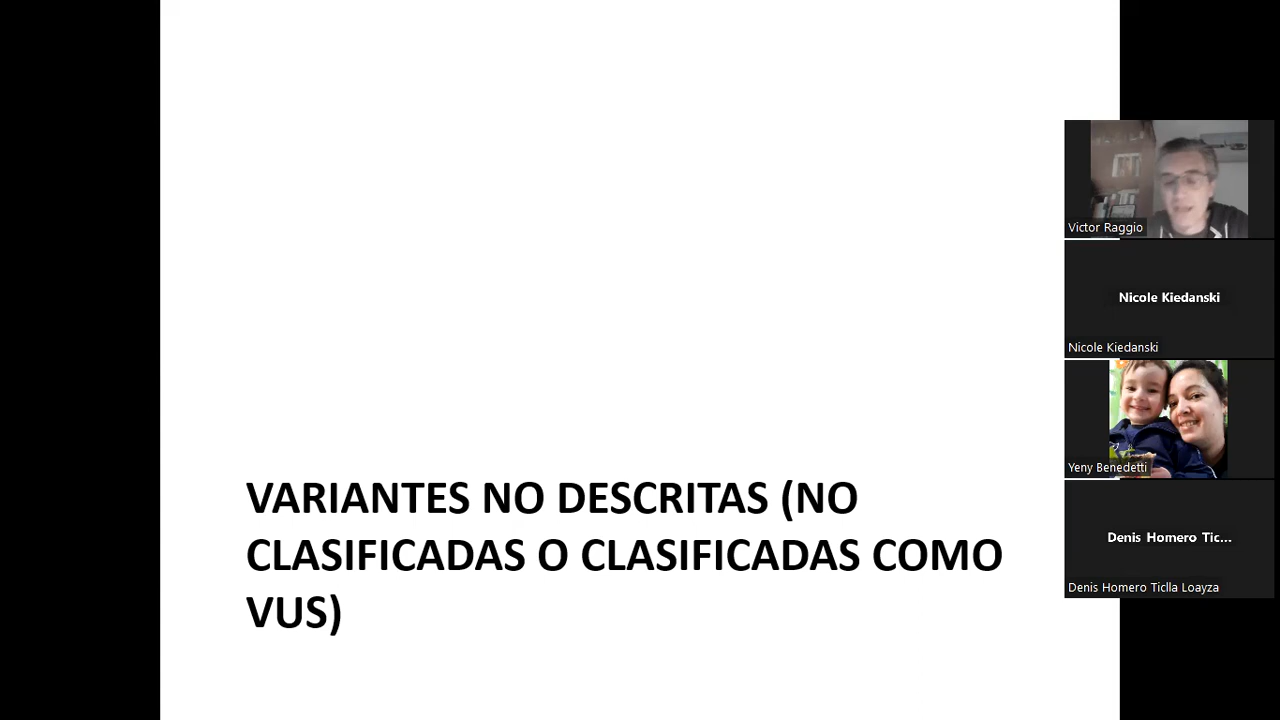 VARIANTES NO DESCRITAS (NO
CLASIFICADAS O CLASIFICADAS COMO
VUS)
Victor Raggio
Nicole Kiedanski
Nicole Kiedanski
Yeny Benedetti
Denis Homero Tic...
Denis Homero Ticlla Loayza